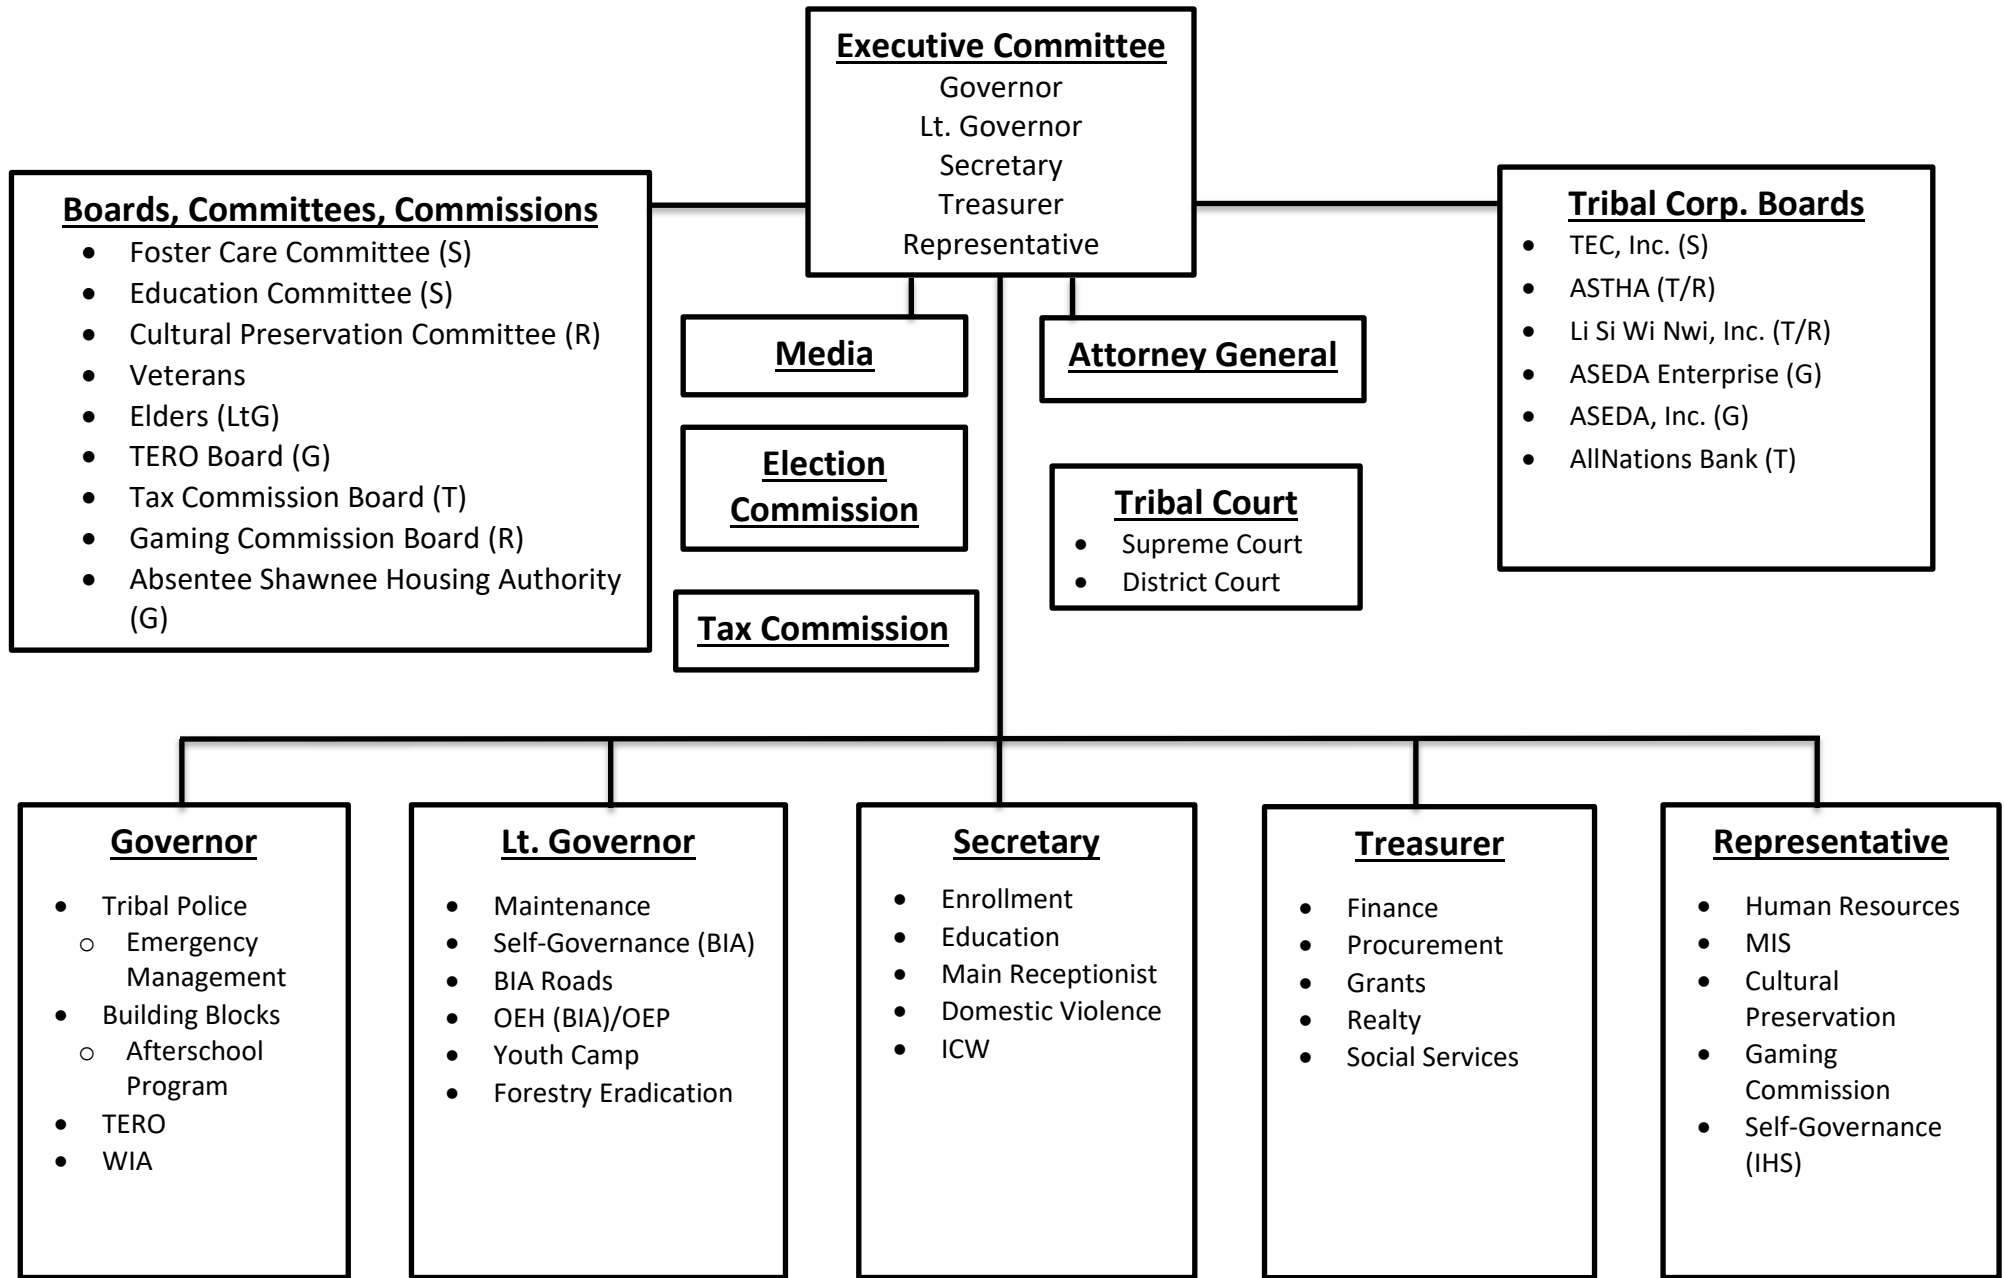 Executive Committee
Governor
Lt. Governor
Secretary
Treasurer
Representative
Boards, Committees, Commissions
• Foster Care Committee (S)
• Education Committee (S)
• Cultural Preservation Committee (R)
• Veterans
• Elders (LtG)
• TERO Board (G)
• Tax Commission Board (T)
• Gaming Commission Board (R)
• Absentee Shawnee Housing Authority
(G)
Media
Election
Commission
Tax Commission
Attorney General
Tribal Court
• Supreme Court
• District Court
Tribal Corp. Boards
• TEC, Inc. (S)
• ASTHA (T/R)
• Li Si Wi Nwi, Inc. (T/R)
• ASEDA Enterprise (G)
• ASEDA, Inc. (G)
• AllNations Bank (T)
Governor
• Tribal Police
o Emergency
Management
• Building Blocks
o Afterschool
Program
• TERO
• WIA
Lt. Governor
• Maintenance
• Self-Governance (BIA)
• BIA Roads
• OEH (BIA)/OEP
• Youth Camp
• Forestry Eradication
Secretary
• Enrollment
• Education
• Main Receptionist
• Domestic Violence
• ICW
Treasurer
• Finance
• Procurement
• Grants
• Realty
• Social Services
Representative
• Human Resources
• MIS
• Cultural
Preservation
• Gaming
Commission
• Self-Governance
(IHS)